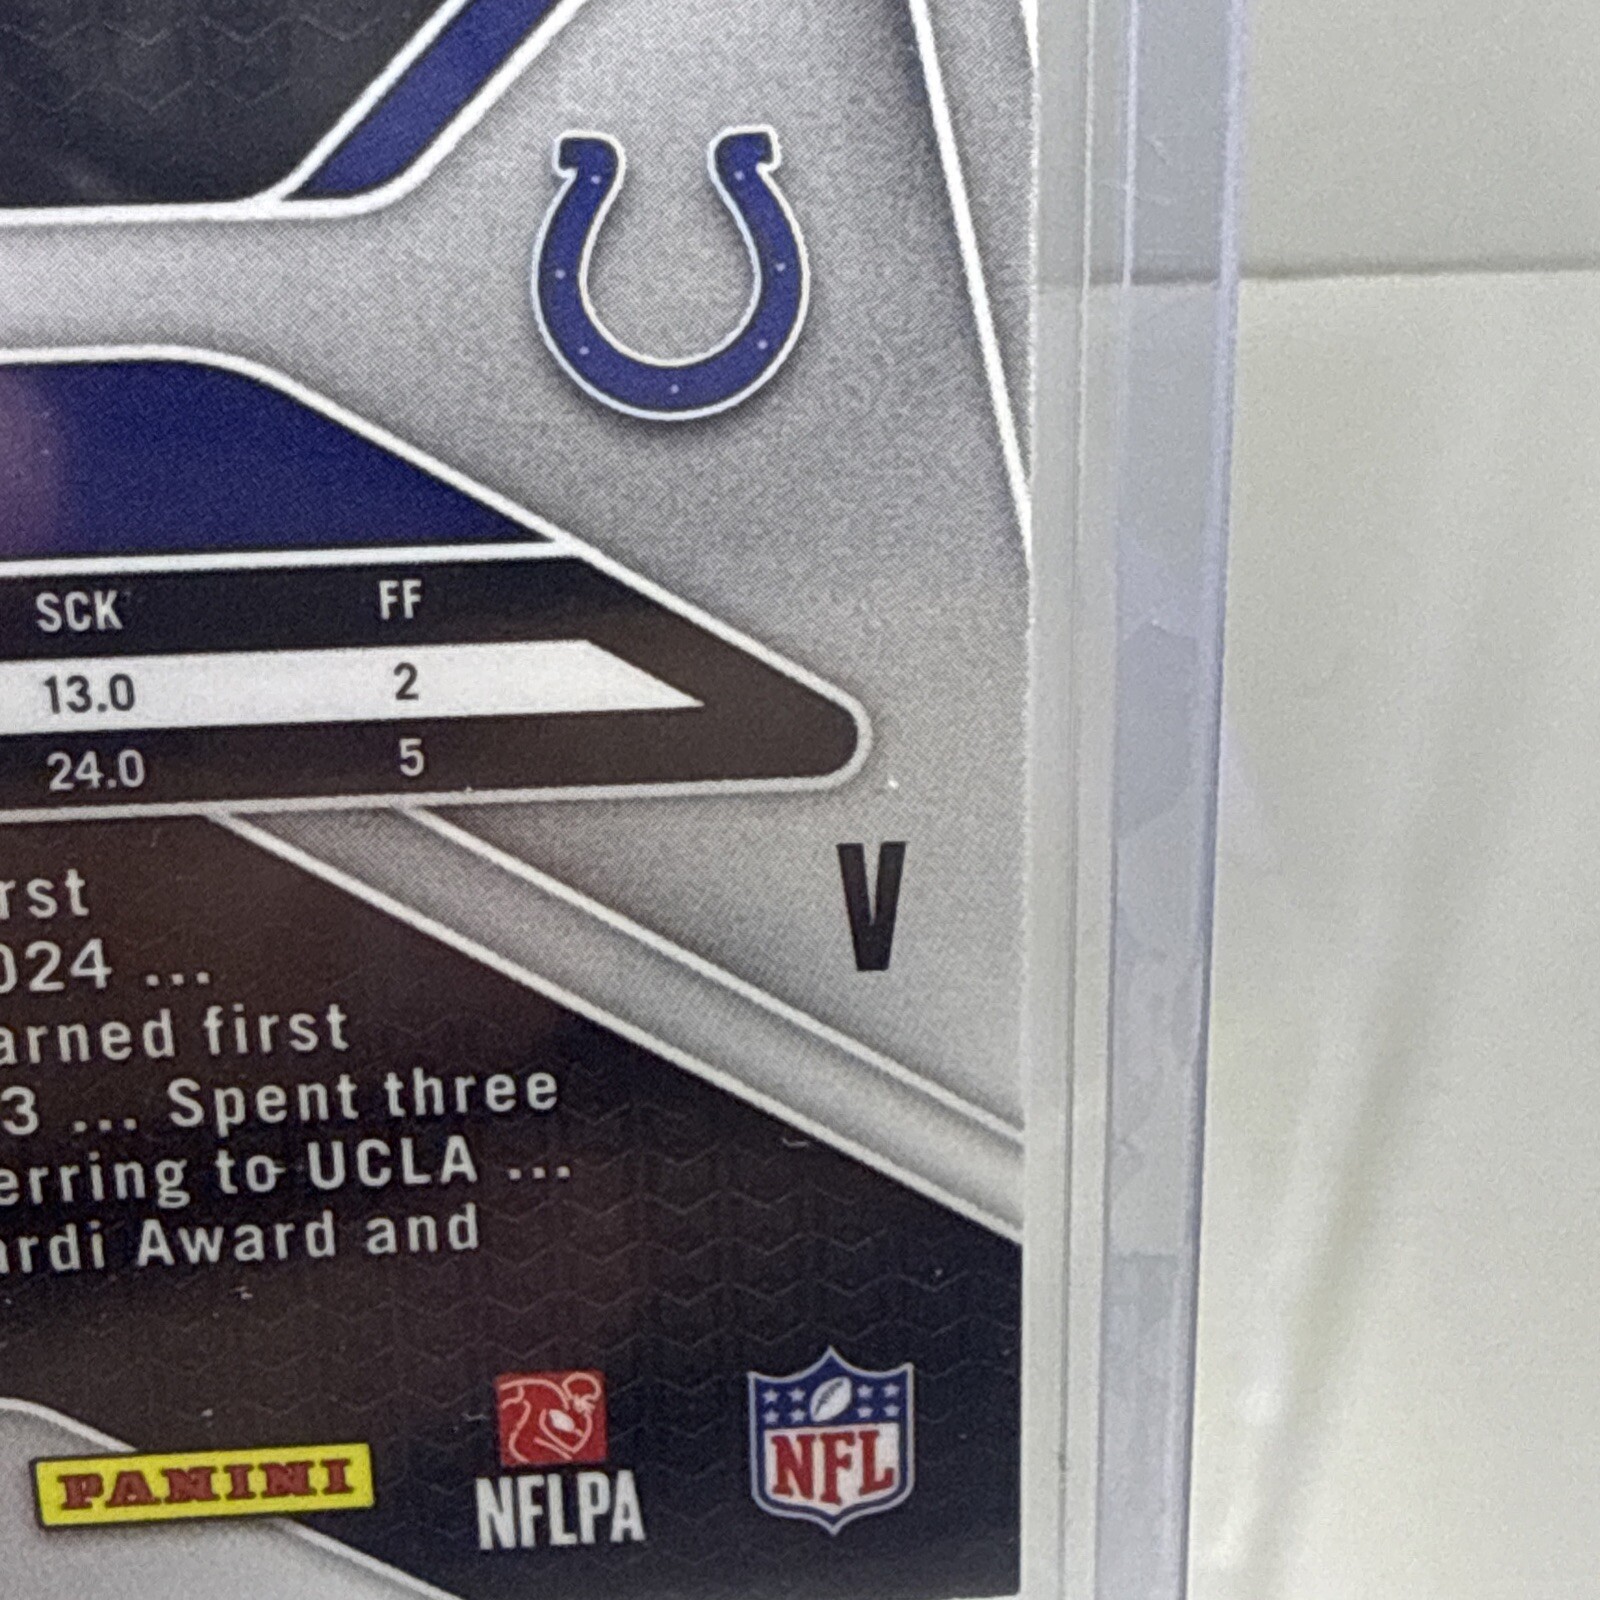 SCK FF
13.0 2
24.0 5
V
rst
024 ...
arned first
3 ... Spent three
erring to UCLA ...
ardi Award and
PANINI
NFLPA
NFL